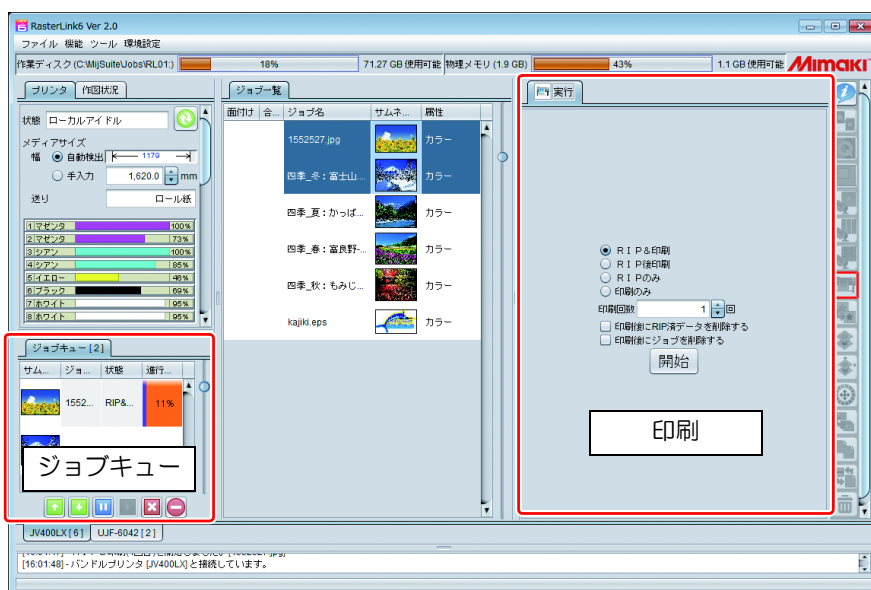 RasterLink6 Ver 2.0
ファイル 機能 ツール 環境設定
作業ディスク (C:\MijSuite\Jobs\RL01:) 18% 71.27 GB 使用可能 物理メモリ (1.9 GB) 43% 1.1 GB 使用可能 Mimaki
プリンタ 作図状況
状態 ローカルアイドル
メディアサイズ
幅 自動検出 1179
手入力 1,620.0 mm
送り ロール紙
1 マゼンタ 100%
2 マゼンタ 73%
3 シアン 100%
4 シアン 85%
5 イエロー 46%
6 ブラック 69%
7 ホワイト 95%
8 ホワイト 95%
ジョブキュー [2]
サム... ジョ... 状態 進行...
1552... RIP&... 11%
ジョブキュー
ジョブ一覧
面付け 合... ジョブ名 サムネ... 属性
1552527.jpg カラー
四季_冬：富士山... カラー
四季_夏：かっぱ... カラー
四季_春：富良野-... カラー
四季_秋：もみじ... カラー
kajiki.eps カラー
実行
ＲＩＰ&印刷
ＲＩＰ後印刷
ＲＩＰのみ
印刷のみ
印刷回数 1 回
印刷後にRIP済データを削除する
印刷後にジョブを削除する
開始
印刷
JV400LX [ 6 ] UJF-6042 [ 2 ]
[16:01:48] - バンドルプリンタ [JV400LX] と接続しています。